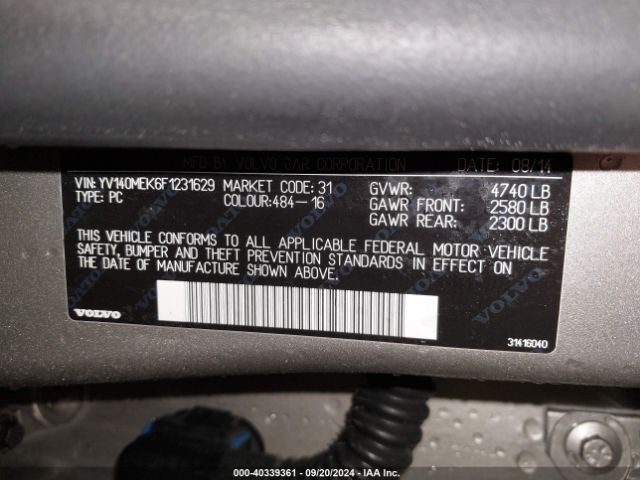 MFD BY VOLVO CAR CORPORATION DATE: 08/14
VIN: YV140MEK6F1231629 MARKET CODE: 31 GVWR: 4740 LB
TYPE: PC COLOUR: 484-16 GAWR FRONT: 2580 LB
GAWR REAR: 2300 LB
THIS VEHICLE CONFORMS TO ALL APPLICABLE FEDERAL MOTOR VEHICLE
SAFETY, BUMPER AND THEFT PREVENTION STANDARDS IN EFFECT ON
THE DATE OF MANUFACTURE SHOWN ABOVE.
VOLVO
31416040
000-40339361 - 09/20/2024 - IAA Inc.